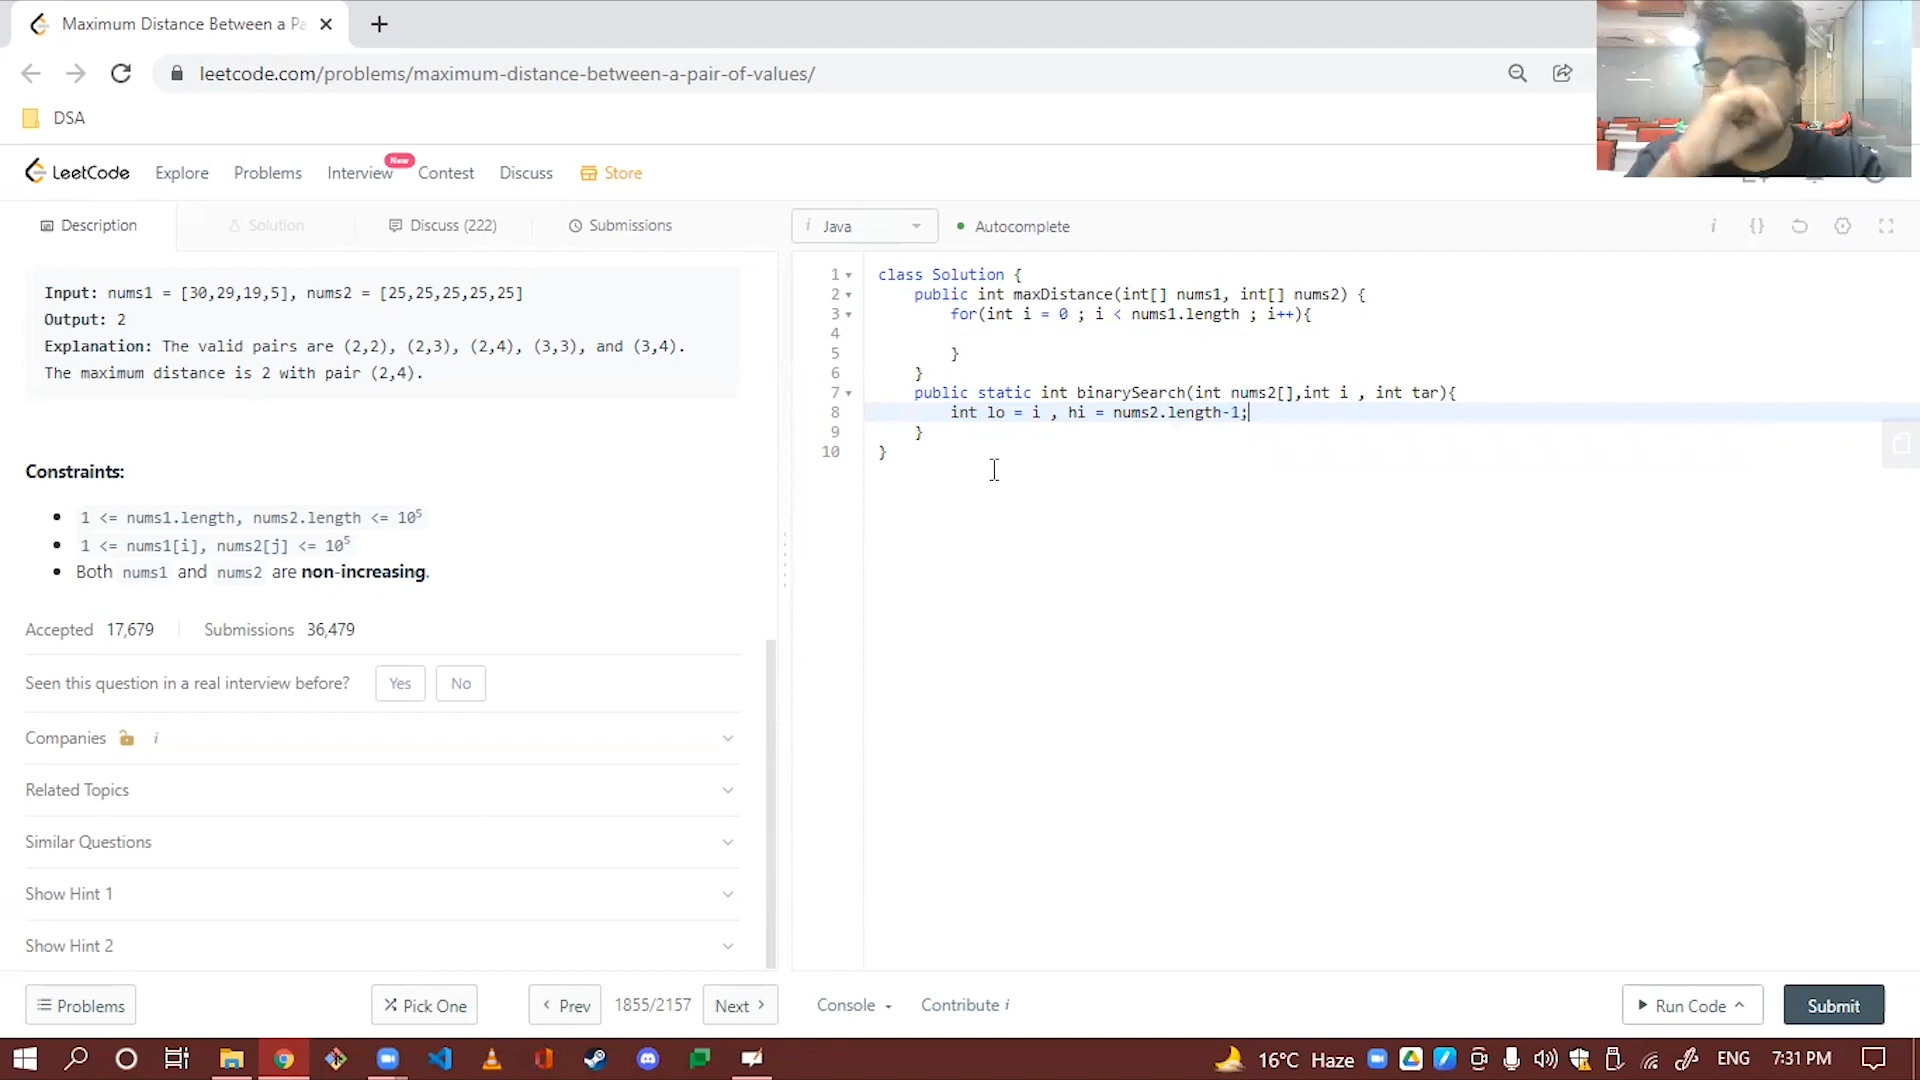 Maximum Distance Between a Pa
leetcode.com/problems/maximum-distance-between-a-pair-of-values/
DSA
LeetCode Explore Problems Interview New Contest Discuss Store
Description Solution Discuss (222) Submissions
Input: nums1 = [30,29,19,5], nums2 = [25,25,25,25,25]
Output: 2
Explanation: The valid pairs are (2,2), (2,3), (2,4), (3,3), and (3,4).
The maximum distance is 2 with pair (2,4).
Constraints:
1 <= nums1.length, nums2.length <= 10⁵
1 <= nums1[i], nums2[j] <= 10⁵
Both nums1 and nums2 are non-increasing.
Accepted 17,679 Submissions 36,479
Seen this question in a real interview before? Yes No
Companies i
Related Topics
Similar Questions
Show Hint 1
Show Hint 2
Problems Pick One Prev 1855/2157 Next
i Java Autocomplete i {}
1 class Solution {
2 public int maxDistance(int[] nums1, int[] nums2) {
3 for(int i = 0 ; i < nums1.length ; i++){
4
5 }
6 }
7 public static int binarySearch(int nums2[],int i , int tar){
8 int lo = i , hi = nums2.length-1;
9 }
10 }
Console Contribute i Run Code Submit
16°C Haze ENG 7:31 PM